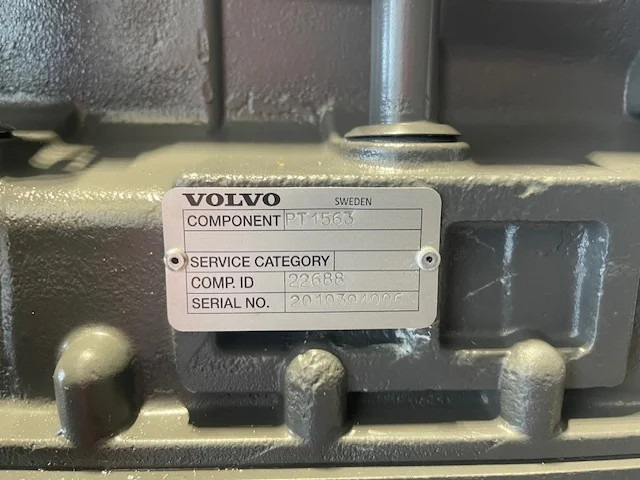 VOLVO SWEDEN
COMPONENT PT1563
SERVICE CATEGORY
COMP. ID 22688
SERIAL NO.